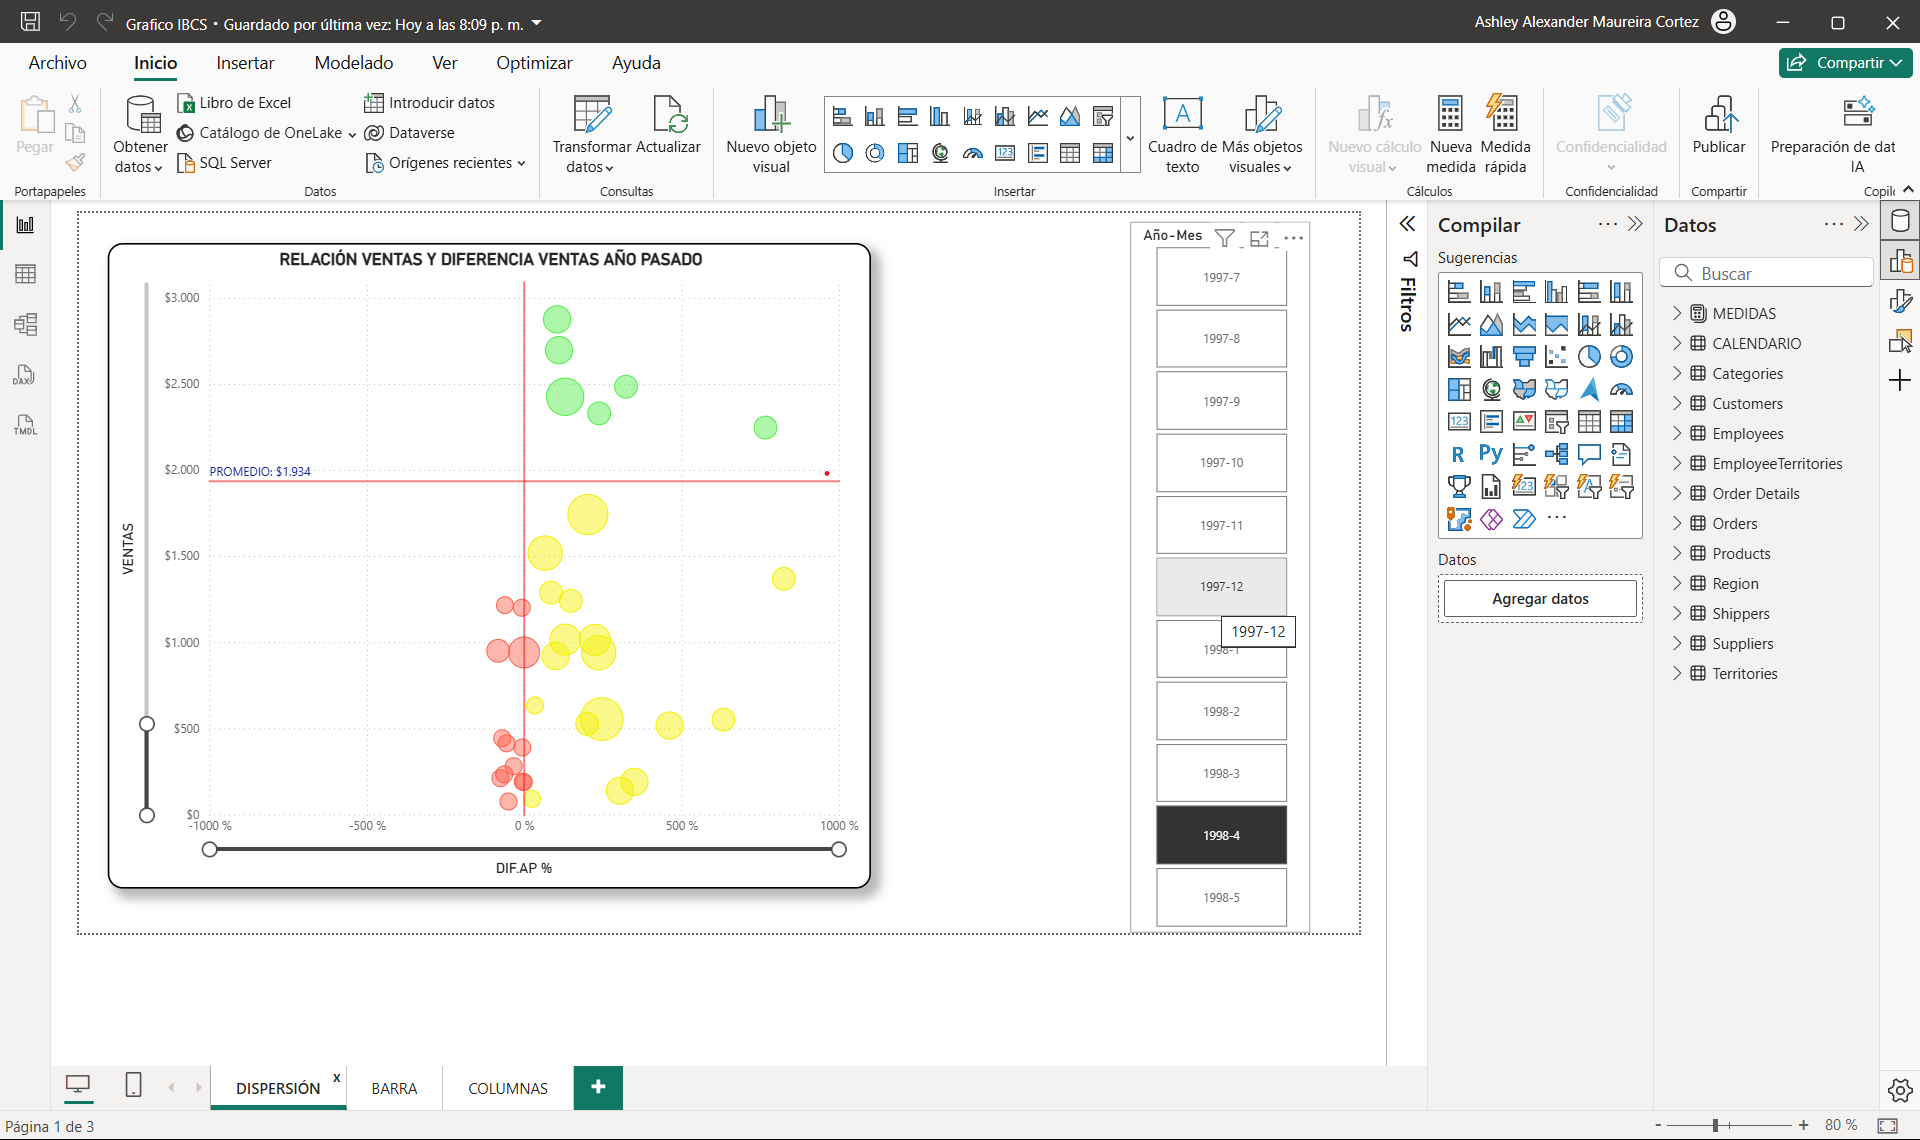 Grafico IBCS • Guardado por última vez: Hoy a las 8:09 p. m.
Ashley Alexander Maureira Cortez
Archivo
Inicio
Insertar
Modelado
Ver
Optimizar
Ayuda
Compartir
Pegar
Portapapeles
Obtener datos
Libro de Excel
Catálogo de OneLake
SQL Server
Introducir datos
Dataverse
Orígenes recientes
Datos
Transformar datos
Actualizar
Consultas
Nuevo objeto visual
Cuadro de texto
Más objetos visuales
Insertar
Nuevo cálculo visual
Nueva medida
Medida rápida
Cálculos
Confidencialidad
Confidencialidad
Publicar
Compartir
Preparación de dat
IA
Copilc
DAX
TMDL
RELACIÓN VENTAS Y DIFERENCIA VENTAS AÑO PASADO
VENTAS
$3.000
$2.500
$2.000
PROMEDIO: $1.934
$1.500
$1.000
$500
$0
-1000 %
-500 %
0 %
500 %
1000 %
DIF.AP %
Año-Mes
1997-7
1997-8
1997-9
1997-10
1997-11
1997-12
1997-12
1998-1
1998-2
1998-3
1998-4
1998-5
Filtros
Compilar
Sugerencias
123
R
Py
123
Datos
Agregar datos
Datos
Buscar
MEDIDAS
CALENDARIO
Categories
Customers
Employees
EmployeeTerritories
Order Details
Orders
Products
Region
Shippers
Suppliers
Territories
DISPERSIÓN
x
BARRA
COLUMNAS
+
Página 1 de 3
- + 80 %